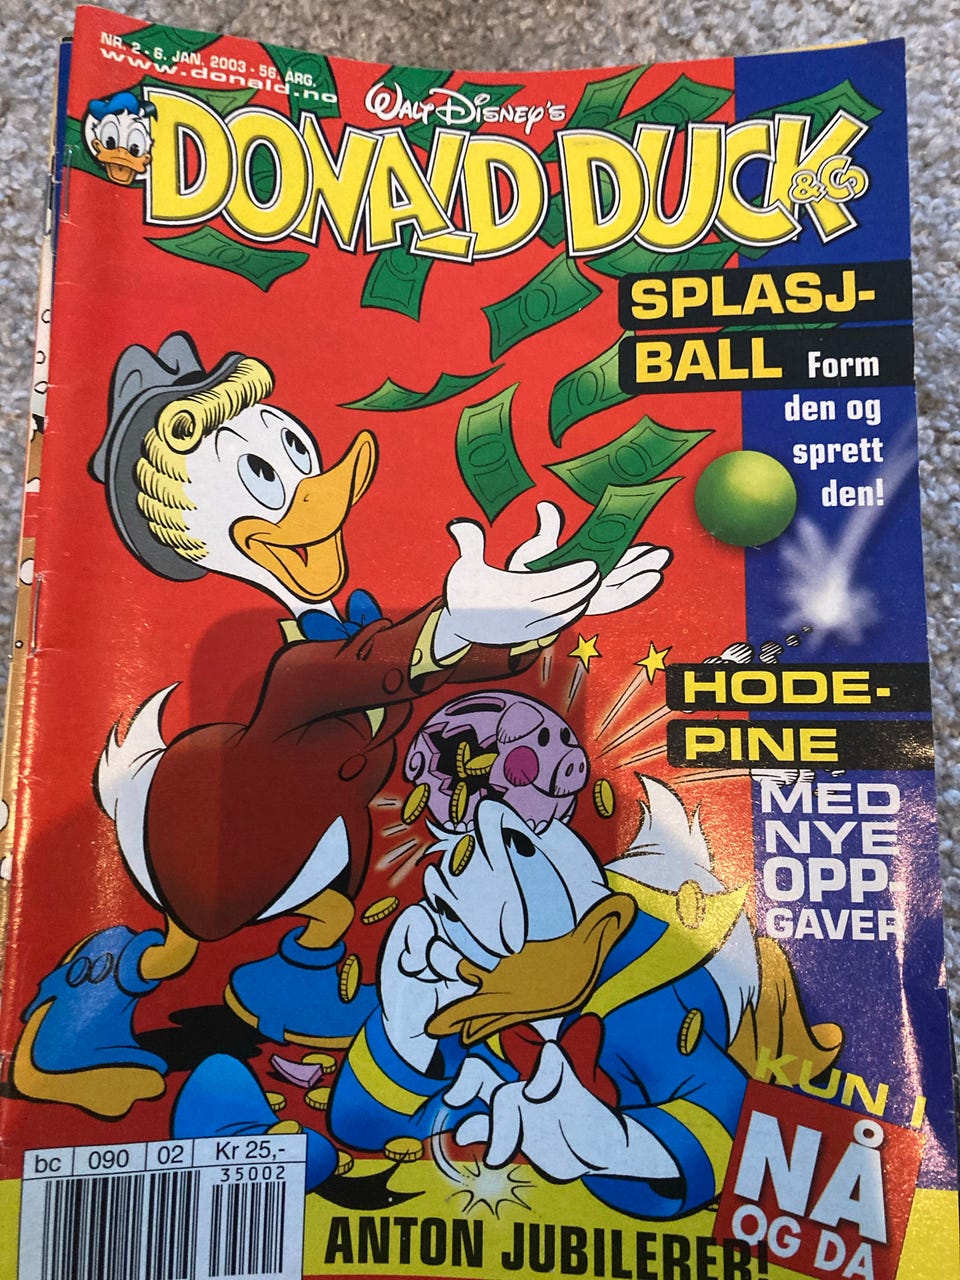 NR. 2 • 6. JAN. 2003 • 56. ÅRG.
www.donald.no
WALT DISNEY'S
DONALD DUCK & Co
SPLASJ-
BALL Form
den og
sprett
den!
HODE-
PINE
MED
NYE
OPP-
GAVER
KUN I
NÅ
OG DA
bc 090 02 Kr 25,-
35002
ANTON JUBILERER!